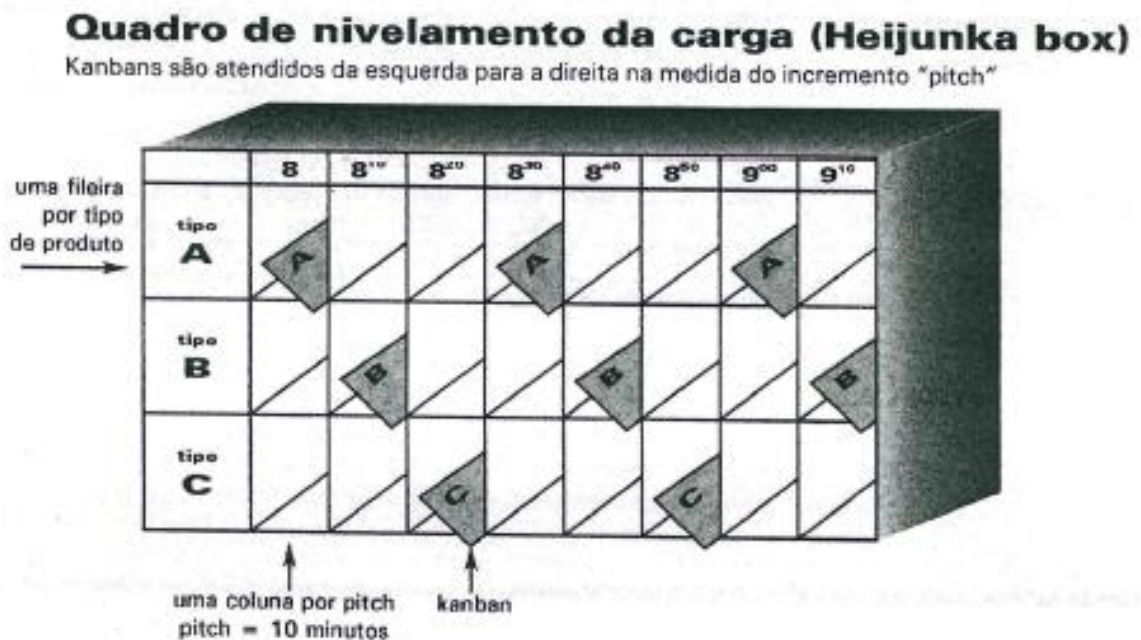 Quadro de nivelamento da carga (Heijunka box)
Kanbans são atendidos da esquerda para a direita na medida do incremento "pitch"
8 8¹⁰ 8²⁰ 8³⁰ 8⁴⁰ 8⁵⁰ 9⁰⁰ 9¹⁰
uma fileira
por tipo
de produto
tipo
A
A A A
tipo
B
B B B
tipo
C
C C
uma coluna por pitch
pitch = 10 minutos
kanban